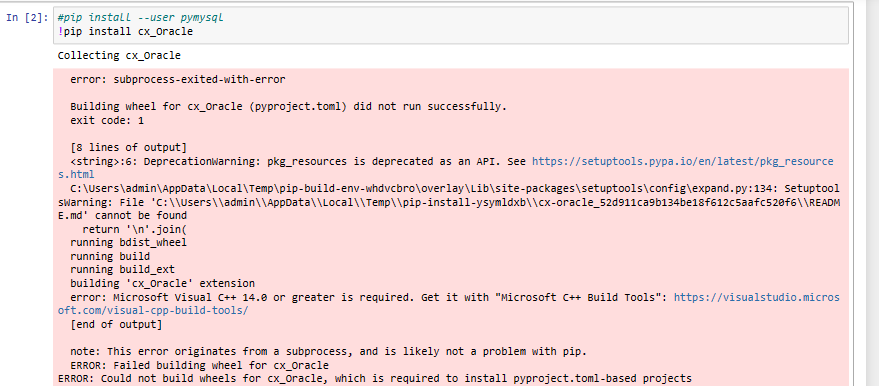 In [2]: #pip install --user pymysql
!pip install cx_Oracle
Collecting cx_Oracle
error: subprocess-exited-with-error
Building wheel for cx_Oracle (pyproject.toml) did not run successfully.
exit code: 1
[8 lines of output]
<string>:6: DeprecationWarning: pkg_resources is deprecated as an API. See https://setuptools.pypa.io/en/latest/pkg_resource
s.html
C:\Users\admin\AppData\Local\Temp\pip-build-env-whdvcbro\overlay\Lib\site-packages\setuptools\config\expand.py:134: Setuptool
sWarning: File 'C:\\Users\\admin\\AppData\\Local\\Temp\\pip-install-ysymldxb\\cx-oracle_52d911ca9b134be18f612c5aafc520f6\\READM
E.md' cannot be found
return '\n'.join(
running bdist_wheel
running build
running build_ext
building 'cx_Oracle' extension
error: Microsoft Visual C++ 14.0 or greater is required. Get it with "Microsoft C++ Build Tools": https://visualstudio.micros
oft.com/visual-cpp-build-tools/
[end of output]
note: This error originates from a subprocess, and is likely not a problem with pip.
ERROR: Failed building wheel for cx_Oracle
ERROR: Could not build wheels for cx_Oracle, which is required to install pyproject.toml-based projects